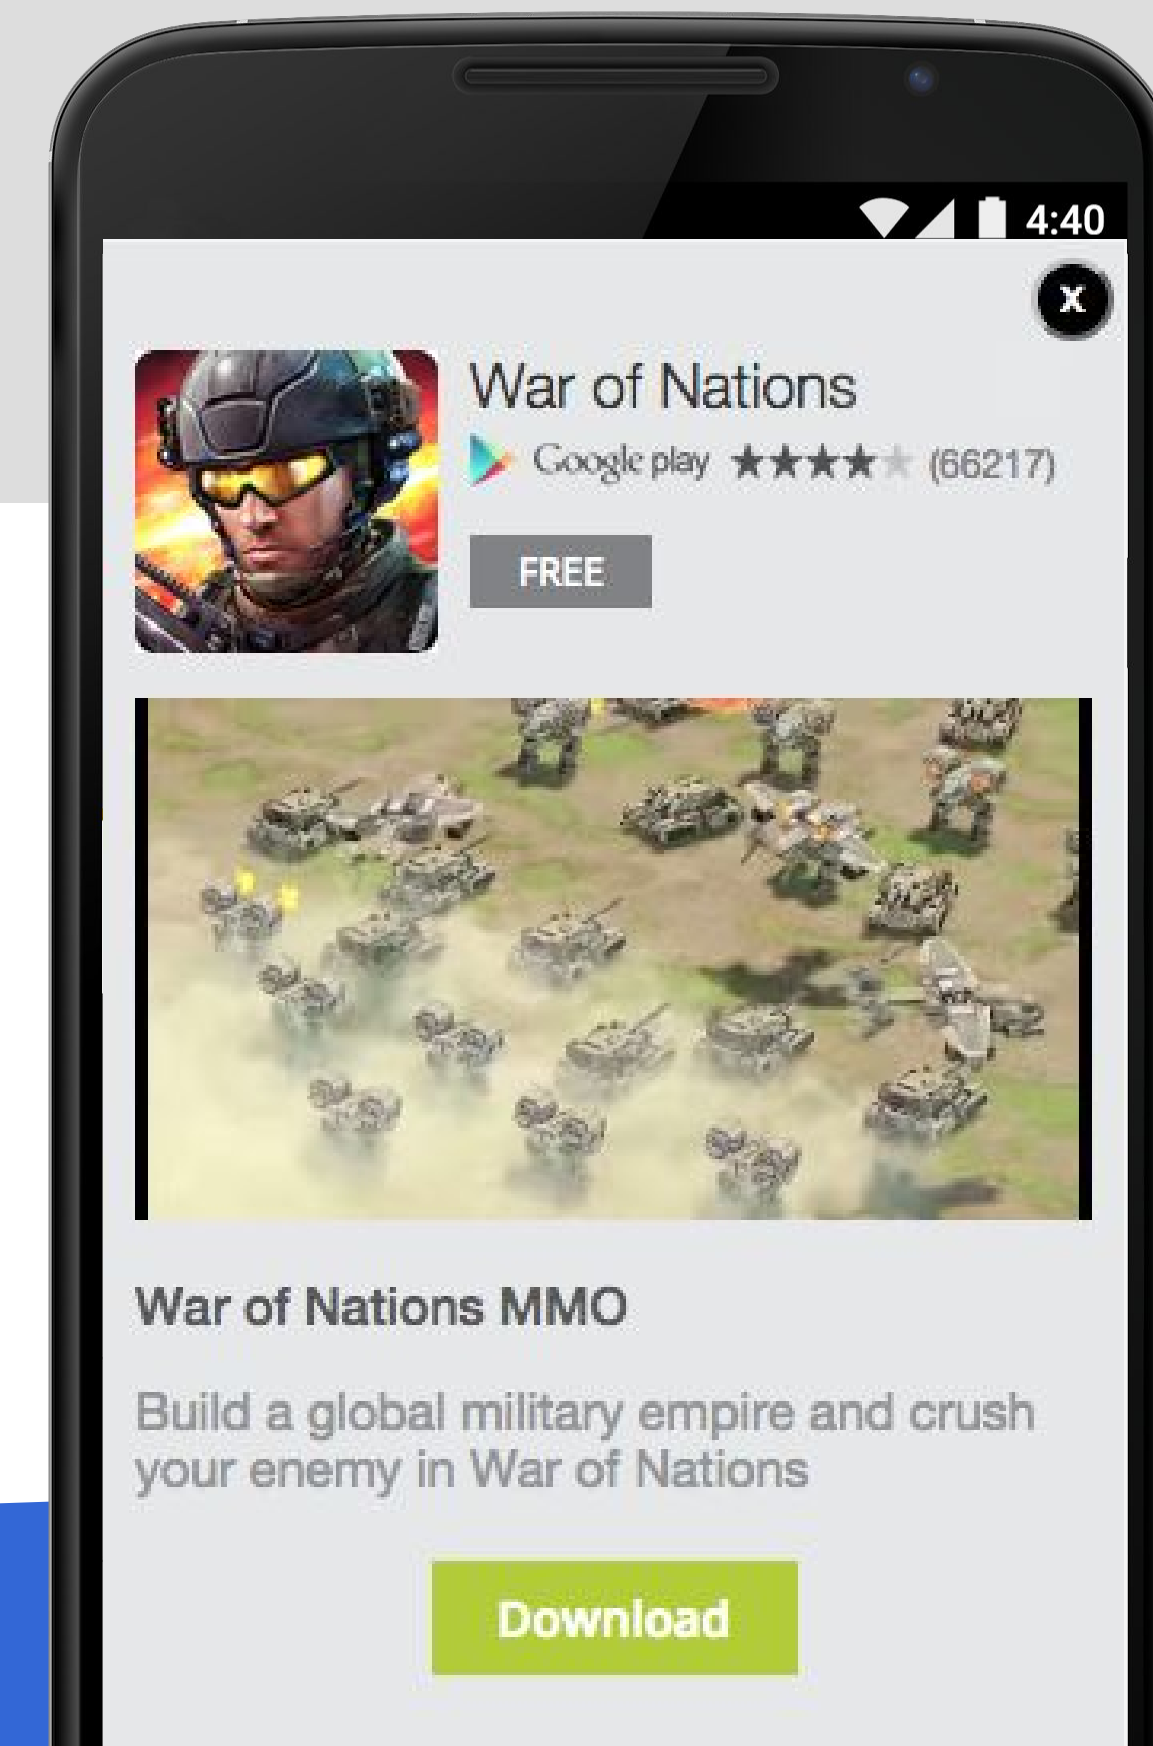 4:40
x
War of Nations
Google play (66217)
FREE
War of Nations MMO
Build a global military empire and crush
your enemy in War of Nations
Download